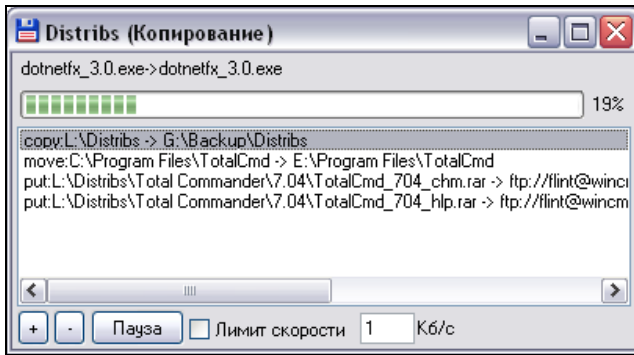 Distribs (Копирование)
dotnetfx_3.0.exe->dotnetfx_3.0.exe
19%
copy:L:\Distribs -> G:\Backup\Distribs
move:C:\Program Files\TotalCmd -> E:\Program Files\TotalCmd
put:L:\Distribs\Total Commander\7.04\TotalCmd_704_chm.rar -> ftp://flint@winc
put:L:\Distribs\Total Commander\7.04\TotalCmd_704_hlp.rar -> ftp://flint@wincm
+ - Пауза Лимит скорости 1 Кб/с